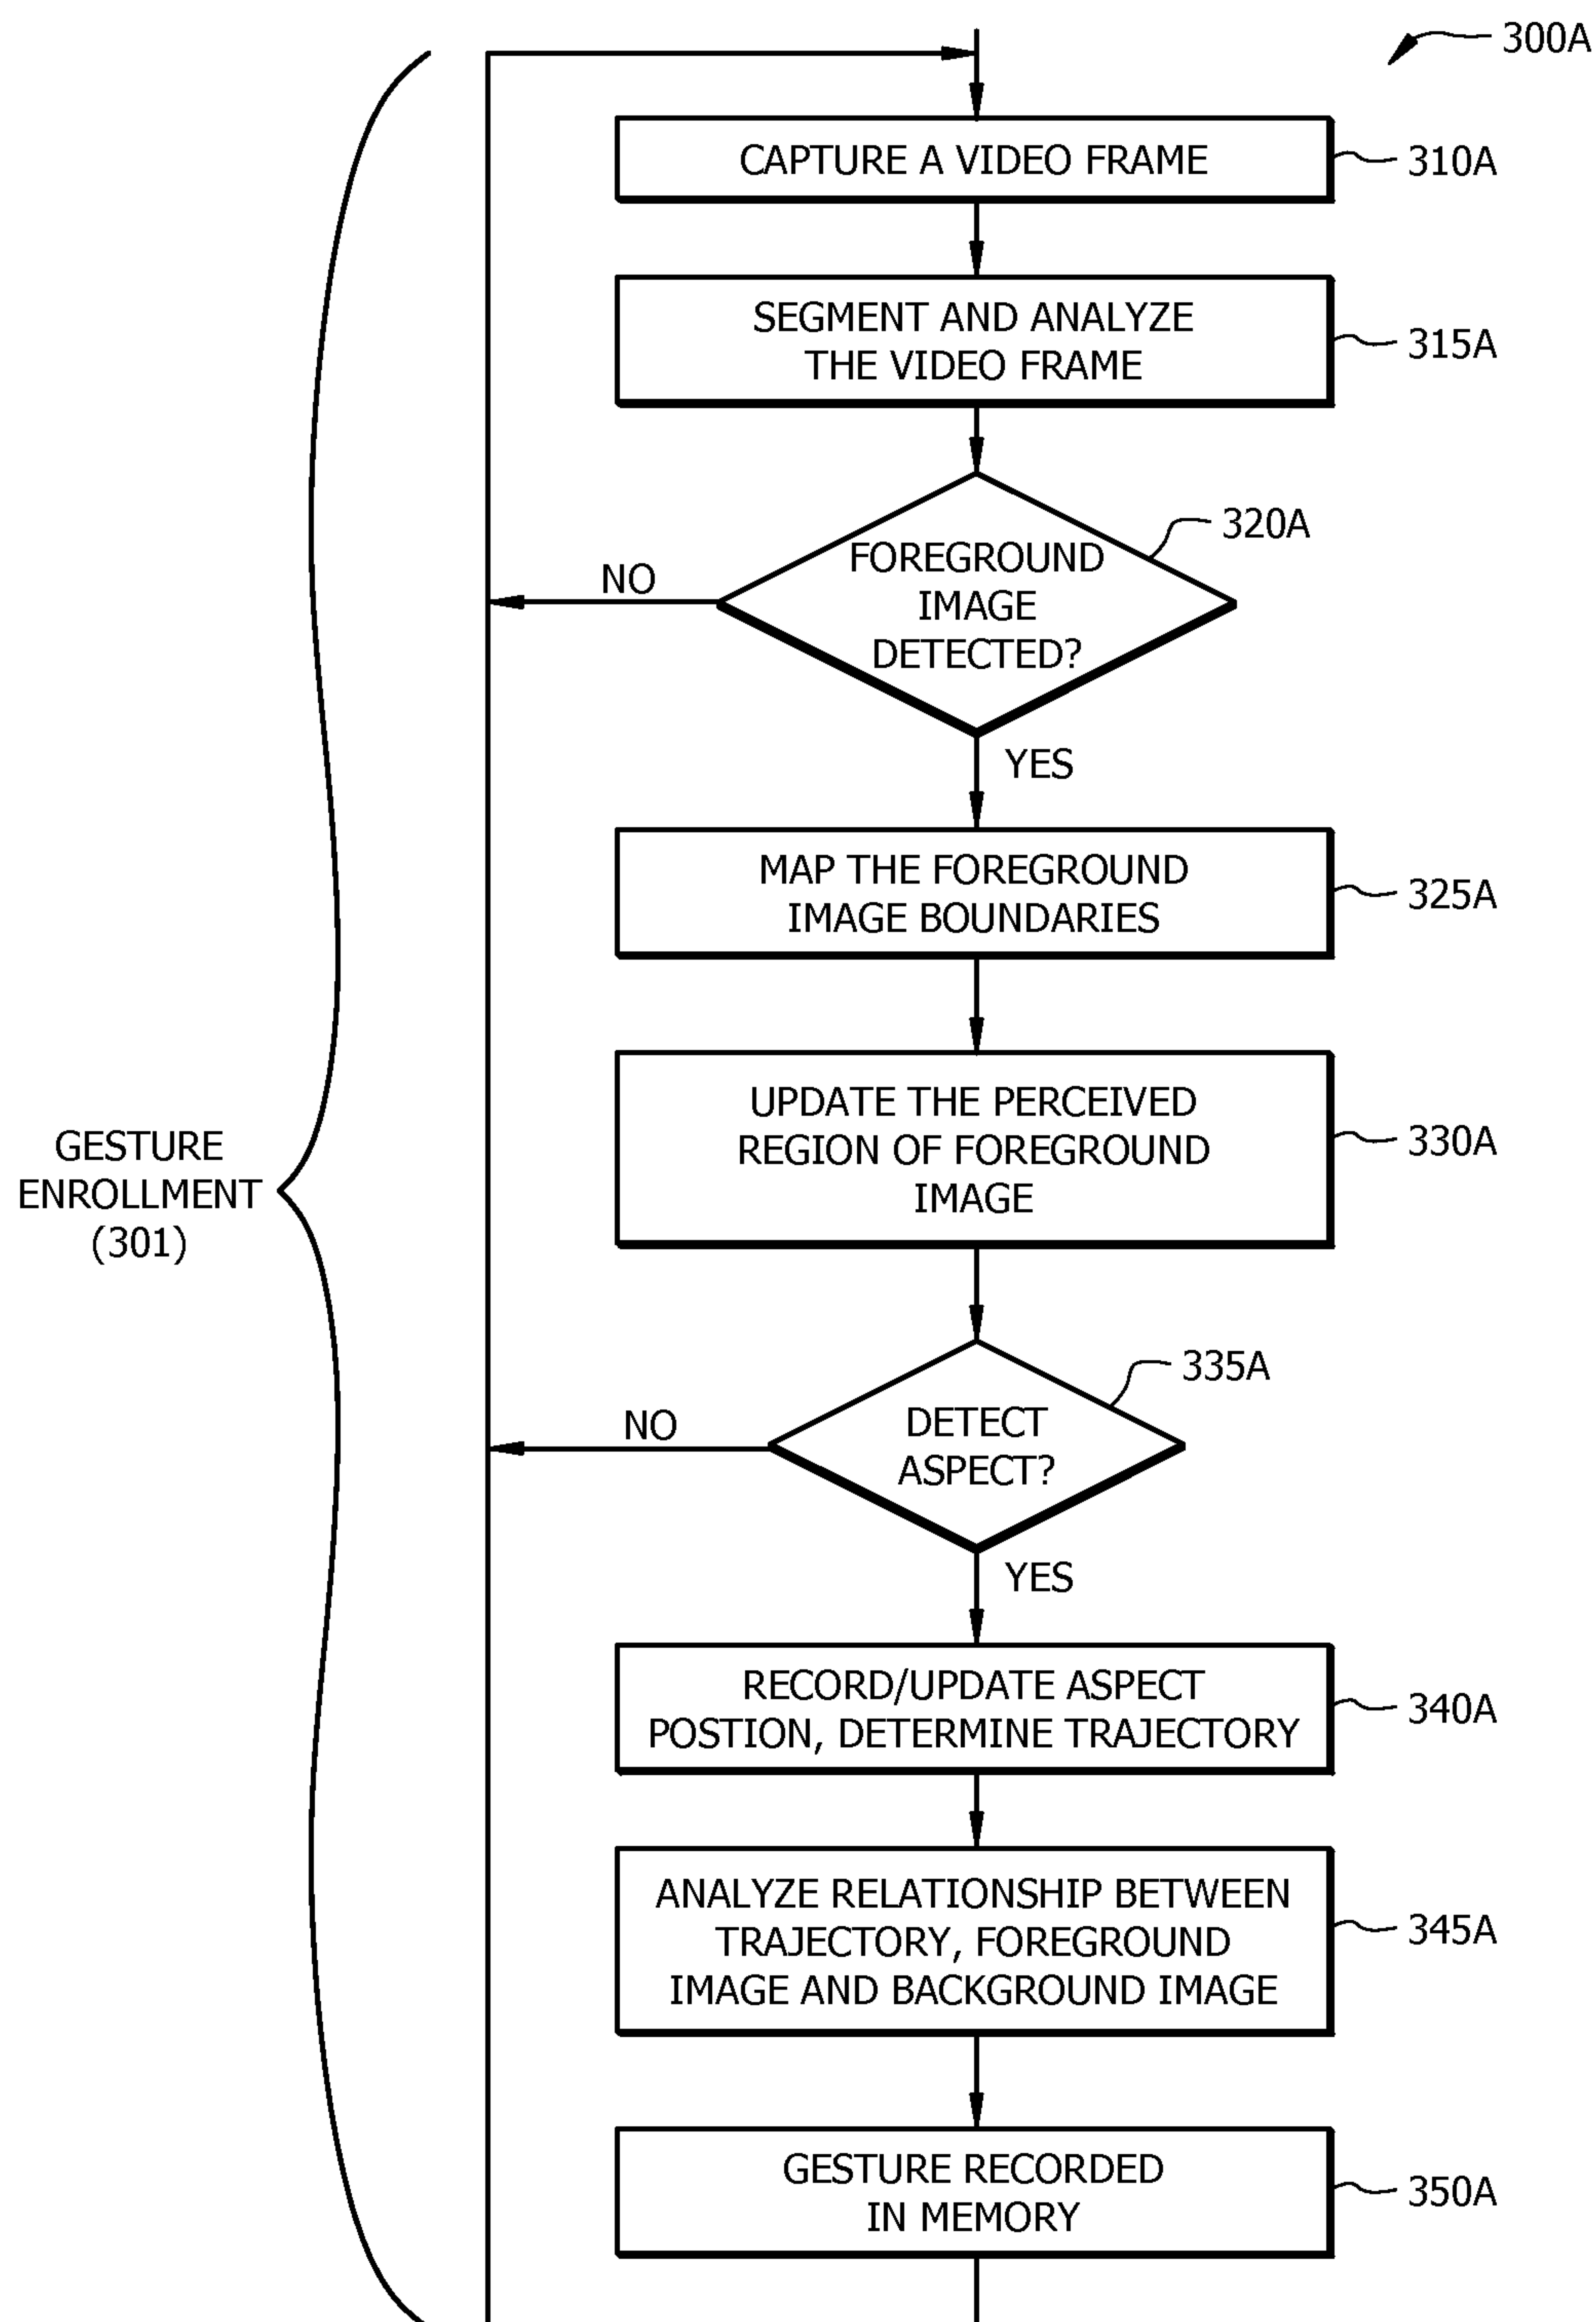 300A
CAPTURE A VIDEO FRAME
310A
SEGMENT AND ANALYZE
THE VIDEO FRAME
315A
320A
FOREGROUND
IMAGE
DETECTED?
NO
YES
MAP THE FOREGROUND
IMAGE BOUNDARIES
325A
UPDATE THE PERCEIVED
REGION OF FOREGROUND
IMAGE
330A
GESTURE
ENROLLMENT
(301)
335A
DETECT
ASPECT?
NO
YES
RECORD/UPDATE ASPECT
POSTION, DETERMINE TRAJECTORY
340A
ANALYZE RELATIONSHIP BETWEEN
TRAJECTORY, FOREGROUND
IMAGE AND BACKGROUND IMAGE
345A
GESTURE RECORDED
IN MEMORY
350A